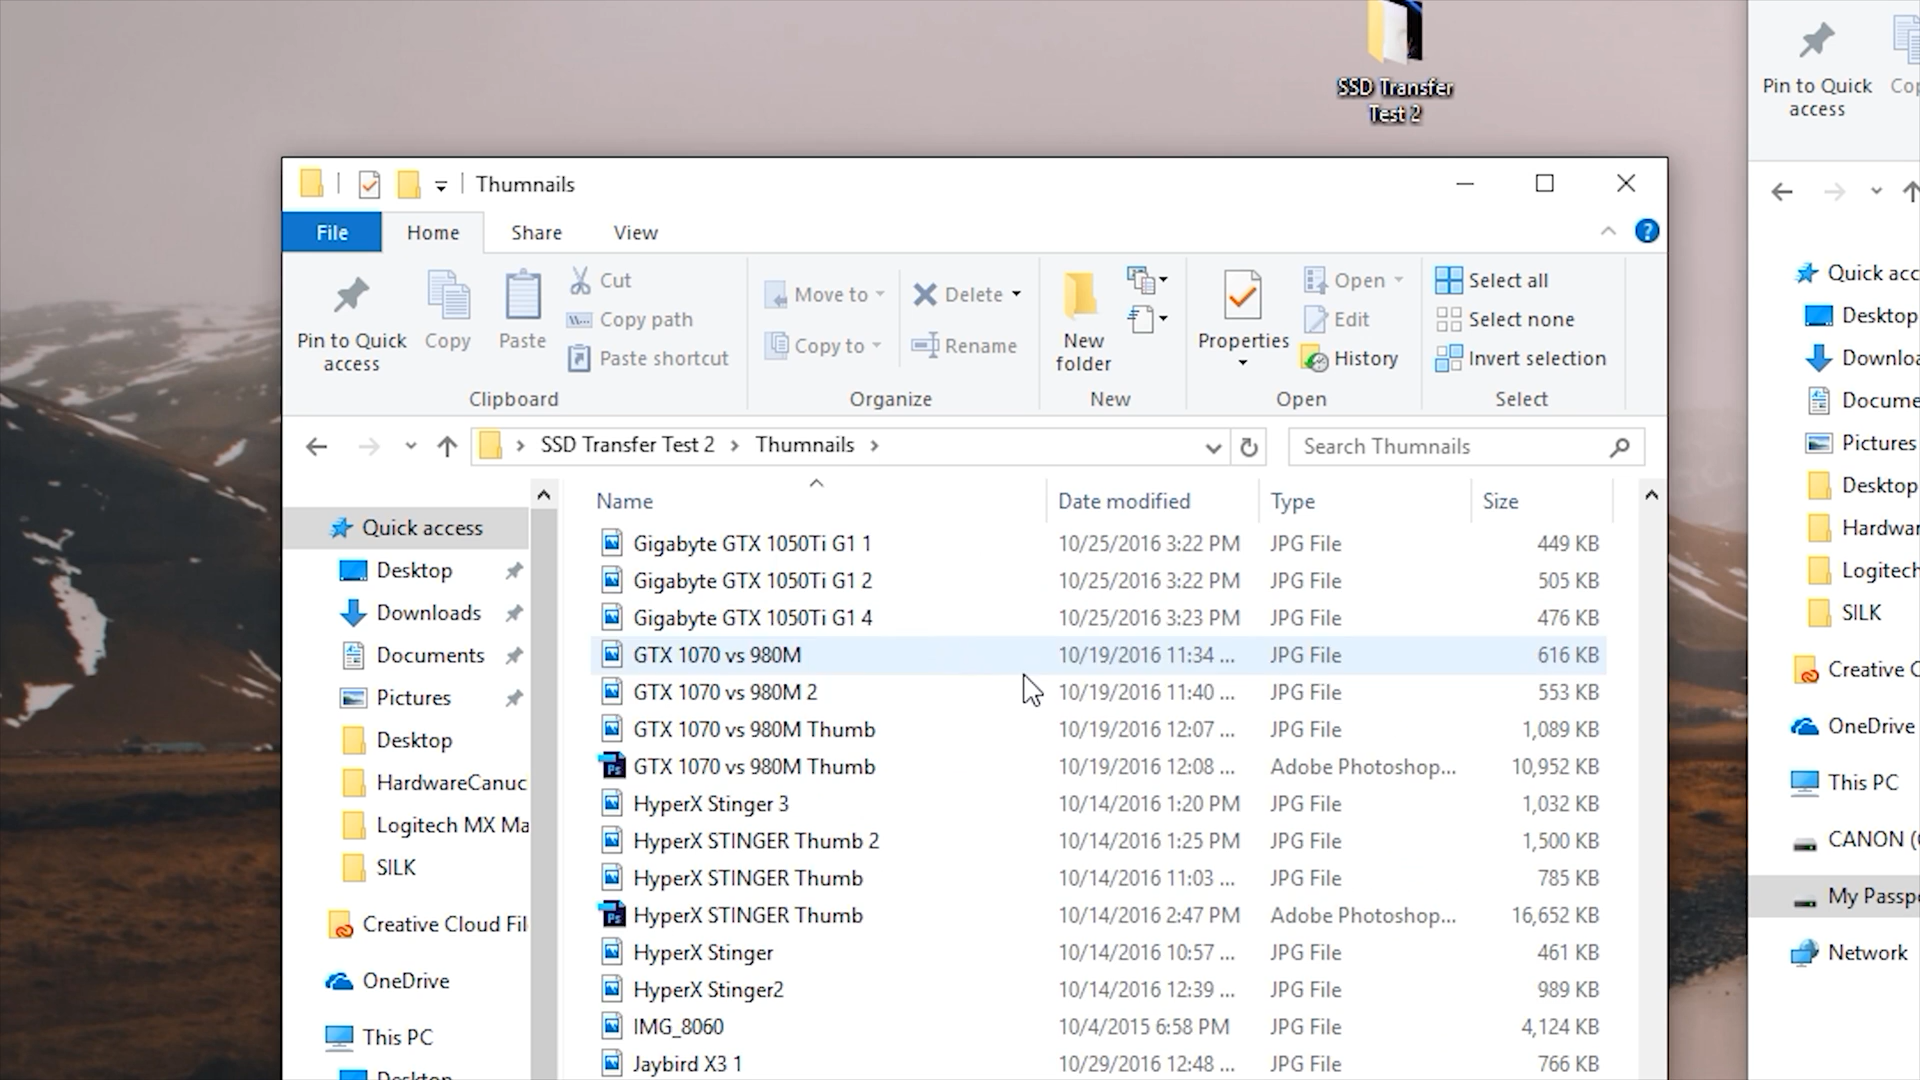 SSD Transfer
Test 2
Pin to Quick
access
Thumnails
File Home Share View
Pin to Quick
access
Copy
Paste
Cut
Copy path
Paste shortcut
Clipboard
Move to
Copy to
Delete
Rename
Organize
New
folder
New
Properties
Open
Edit
History
Open
Select all
Select none
Invert selection
Select
SSD Transfer Test 2 Thumnails
Search Thumnails
Quick access
Desktop
Downloads
Documents
Pictures
Desktop
HardwareCanuc
Logitech MX Ma
SILK
Creative Cloud Fil
OneDrive
This PC
Desktop
Name Date modified Type Size
Gigabyte GTX 1050Ti G1 1 10/25/2016 3:22 PM JPG File 449 KB
Gigabyte GTX 1050Ti G1 2 10/25/2016 3:22 PM JPG File 505 KB
Gigabyte GTX 1050Ti G1 4 10/25/2016 3:23 PM JPG File 476 KB
GTX 1070 vs 980M 10/19/2016 11:34 ... JPG File 616 KB
GTX 1070 vs 980M 2 10/19/2016 11:40 ... JPG File 553 KB
GTX 1070 vs 980M Thumb 10/19/2016 12:07 ... JPG File 1,089 KB
GTX 1070 vs 980M Thumb 10/19/2016 12:08 ... Adobe Photoshop... 10,952 KB
HyperX Stinger 3 10/14/2016 1:20 PM JPG File 1,032 KB
HyperX STINGER Thumb 2 10/14/2016 1:25 PM JPG File 1,500 KB
HyperX STINGER Thumb 10/14/2016 11:03 ... JPG File 785 KB
HyperX STINGER Thumb 10/14/2016 2:47 PM Adobe Photoshop... 16,652 KB
HyperX Stinger 10/14/2016 10:57 ... JPG File 461 KB
HyperX Stinger2 10/14/2016 12:39 ... JPG File 989 KB
IMG_8060 10/4/2015 6:58 PM JPG File 4,124 KB
Jaybird X3 1 10/29/2016 12:48 ... JPG File 766 KB
Quick acc
Desktop
Downloa
Docume
Pictures
Desktop
Hardwar
Logitech
SILK
Creative C
OneDrive
This PC
CANON (
My Passp
Network